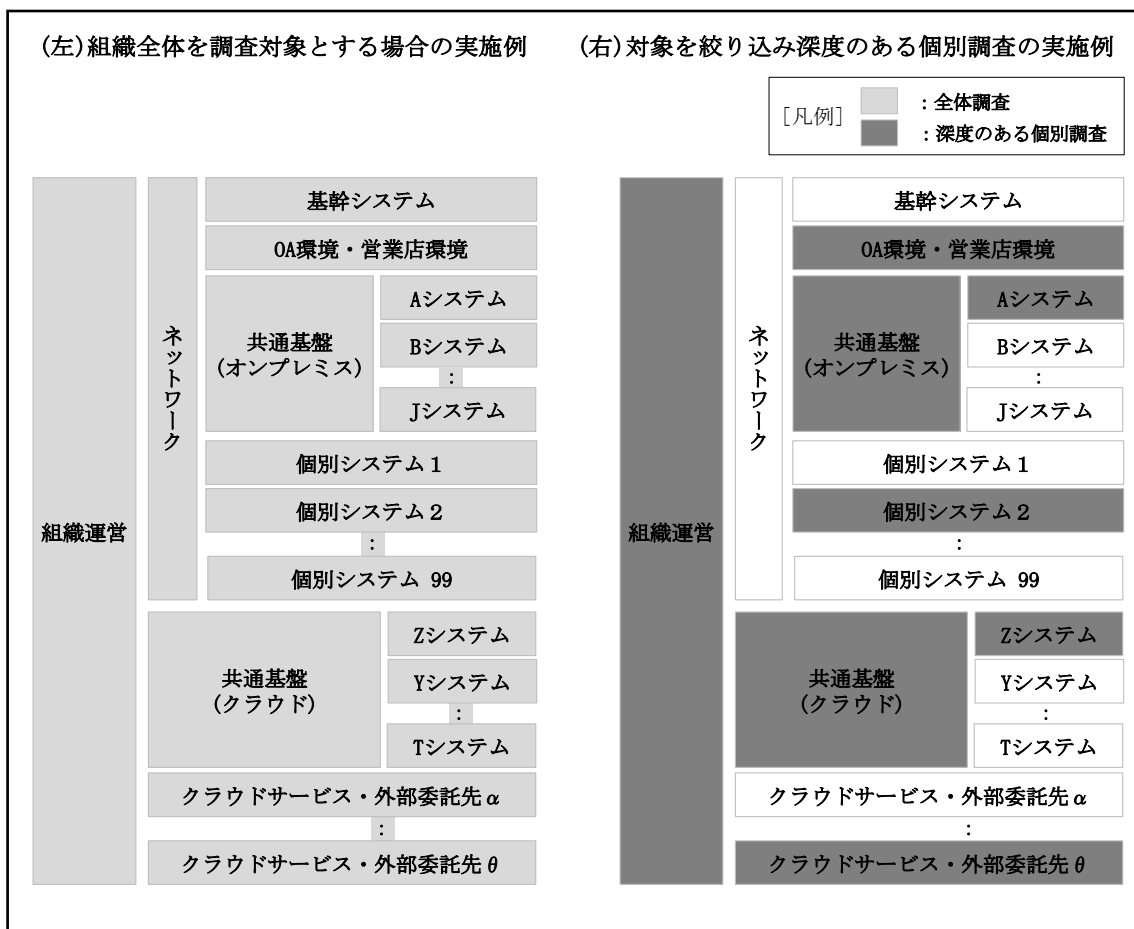 (左)組織全体を調査対象とする場合の実施例
(右)対象を絞り込み深度のある個別調査の実施例
[凡例]
:全体調査
:深度のある個別調査
組織運営
ネットワーク
基幹システム
OA環境・営業店環境
共通基盤
(オンプレミス)
Aシステム
Bシステム
:
Jシステム
個別システム1
個別システム2
:
個別システム 99
共通基盤
(クラウド)
Zシステム
Yシステム
:
Tシステム
クラウドサービス・外部委託先α
:
クラウドサービス・外部委託先θ
組織運営
ネットワーク
基幹システム
OA環境・営業店環境
共通基盤
(オンプレミス)
Aシステム
Bシステム
:
Jシステム
個別システム1
個別システム2
:
個別システム 99
共通基盤
(クラウド)
Zシステム
Yシステム
:
Tシステム
クラウドサービス・外部委託先α
:
クラウドサービス・外部委託先θ